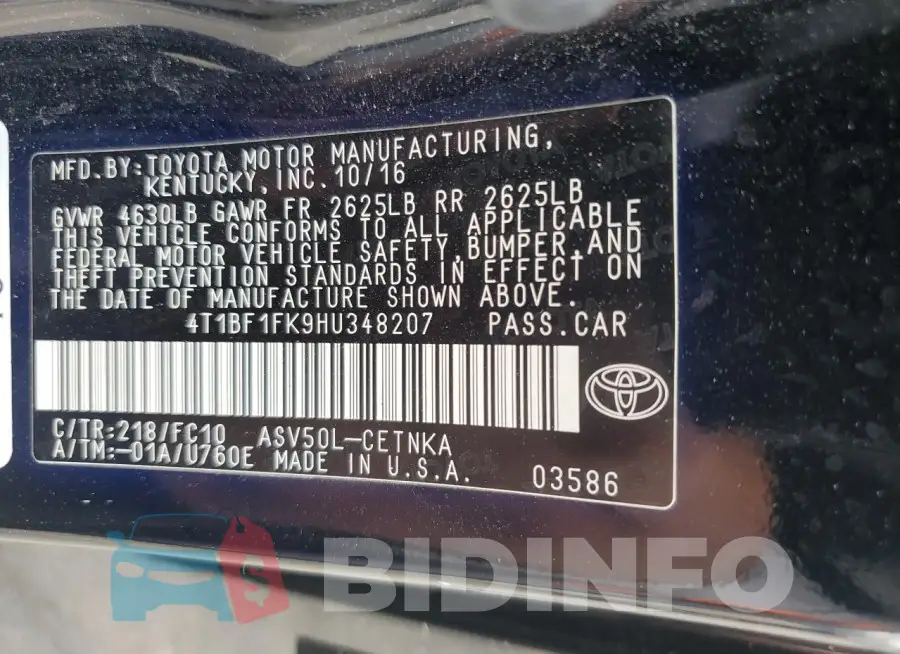 MFD.BY:TOYOTA MOTOR MANUFACTURING,
KENTUCKY,INC.10/16
GVWR 4630LB GAWR FR 2625LB RR 2625LB
THIS VEHICLE CONFORMS TO ALL APPLICABLE
FEDERAL MOTOR VEHICLE SAFETY,BUMPER,AND
THEFT PREVENTION STANDARDS IN EFFECT ON
THE DATE OF MANUFACTURE SHOWN ABOVE.
4T1BF1FK9HU348207 PASS.CAR
C/TR:218/FC10 ASV50L-CETNKA
A/TM:-01A/U760E MADE IN U.S.A. 03586
$ BIDINFO